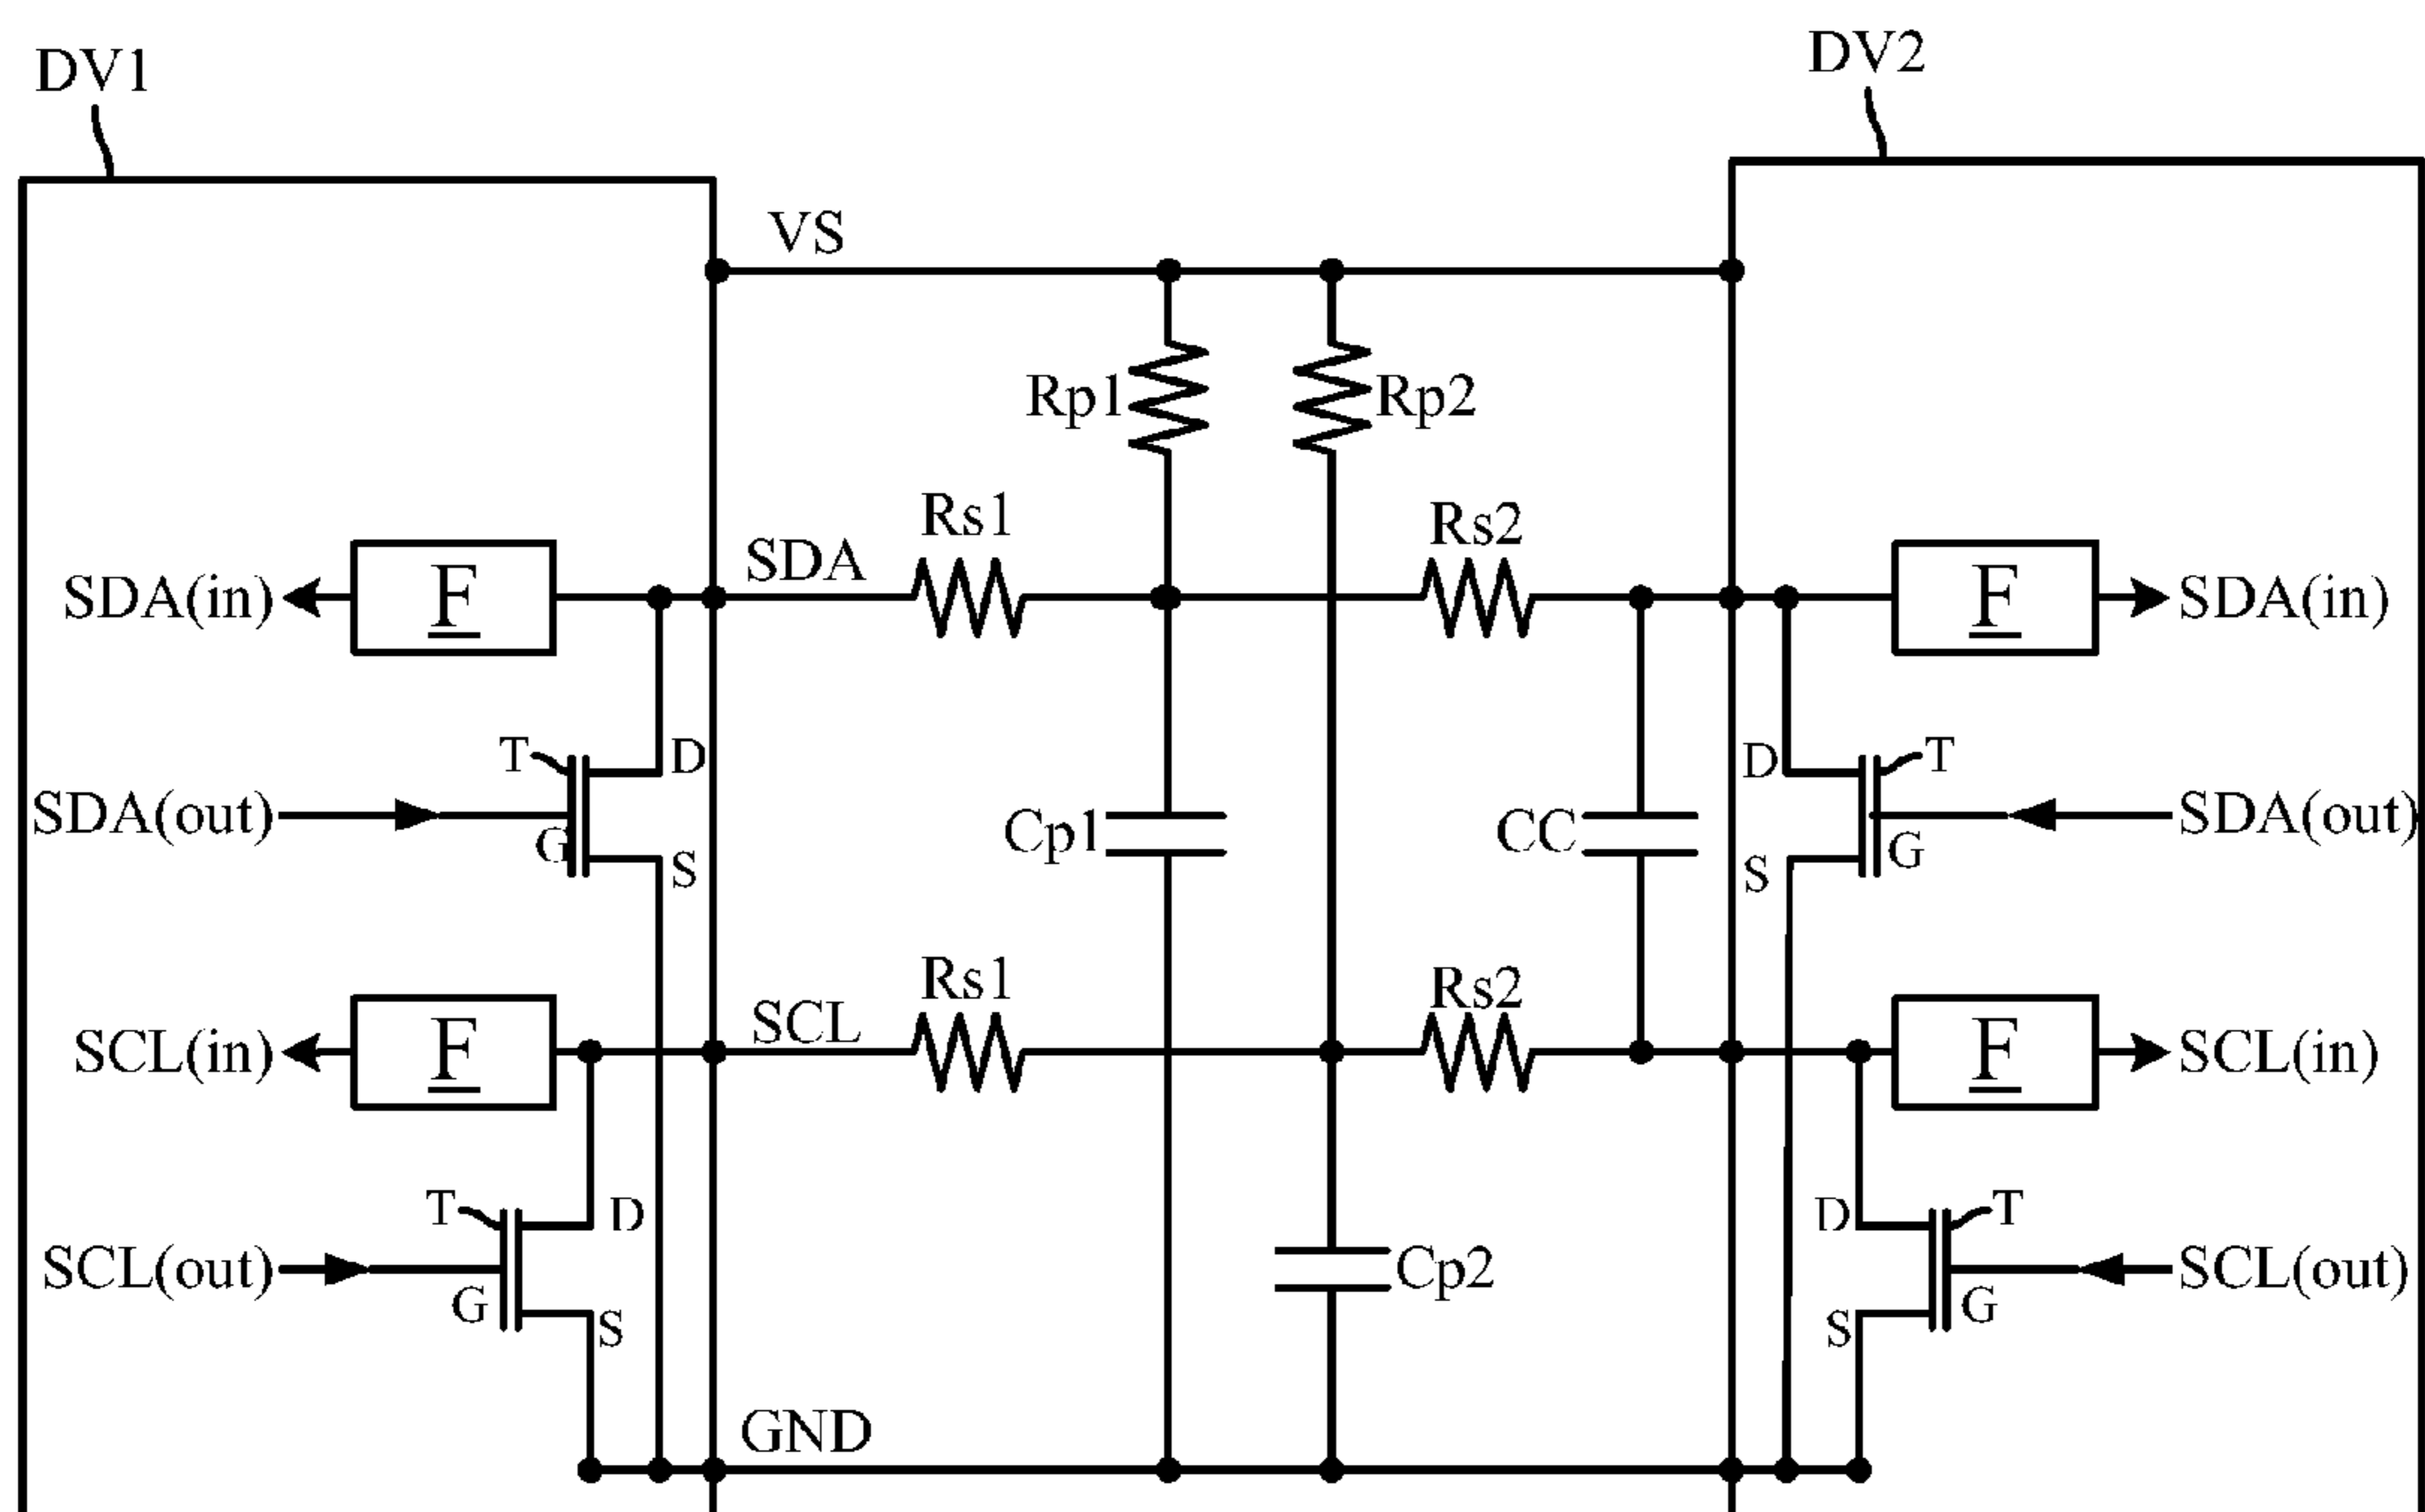 DV1
DV2
VS
Rp1
Rp2
Rs1
Rs2
SDA
SDA(in)
F
F
SDA(in)
T
D
D
T
SDA(out)
G
S
Cp1
CC
S
G
SDA(out)
Rs1
Rs2
SCL
SCL(in)
F
F
SCL(in)
T
D
D
T
SCL(out)
G
S
Cp2
S
G
SCL(out)
GND